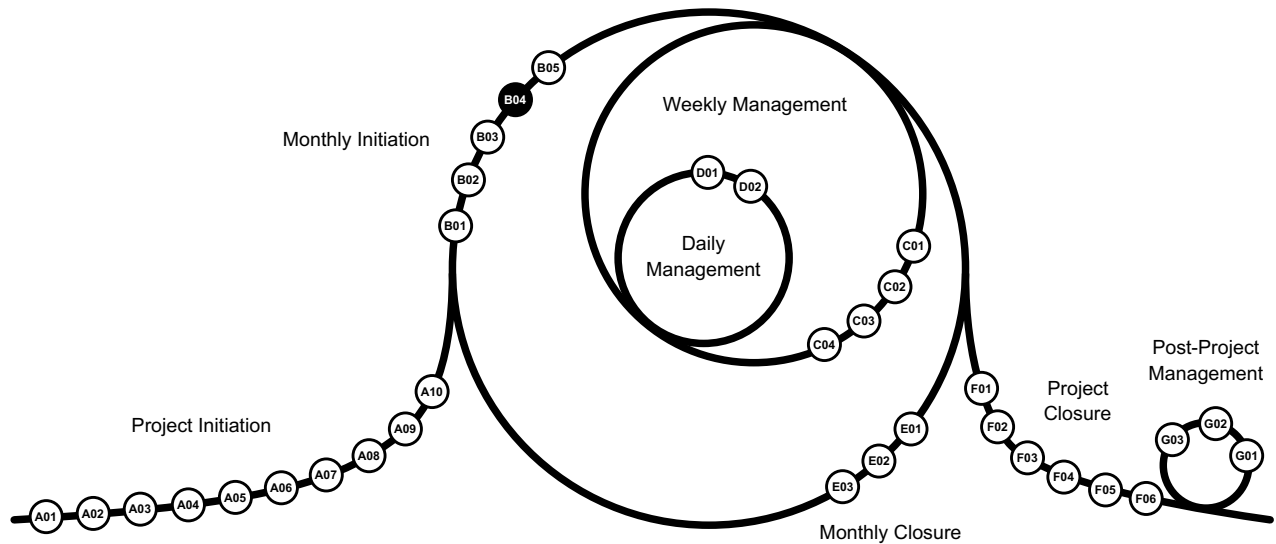 Project Initiation
A01
A02
A03
A04
A05
A06
A07
A08
A09
A10
Monthly Initiation
B01
B02
B03
B04
B05
Weekly Management
C01
C02
C03
C04
Daily
Management
D01
D02
Monthly Closure
E01
E02
E03
Project
Closure
F01
F02
F03
F04
F05
F06
Post-Project
Management
G01
G02
G03